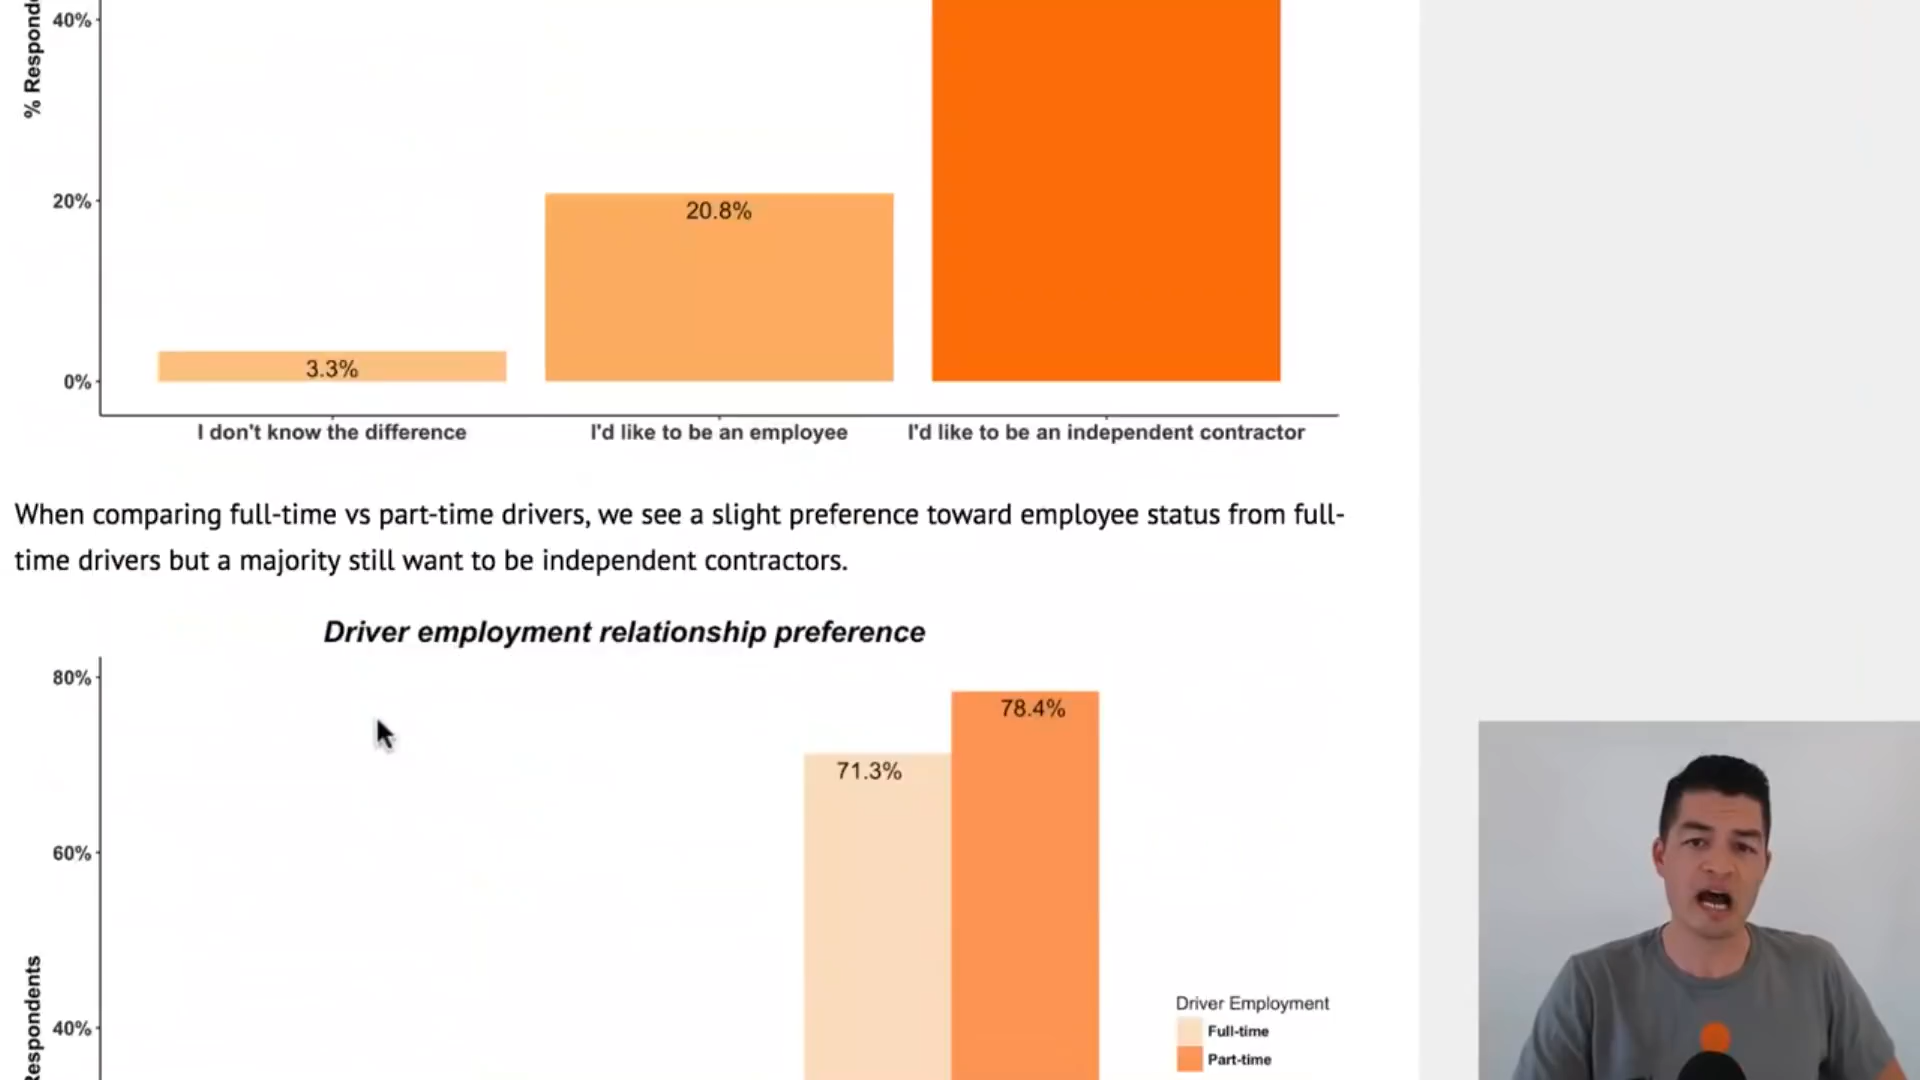 40%
% Responde
20%
20.8%
3.3%
0%
I don't know the difference
I'd like to be an employee
I'd like to be an independent contractor
When comparing full-time vs part-time drivers, we see a slight preference toward employee status from full-
time drivers but a majority still want to be independent contractors.
Driver employment relationship preference
80%
78.4%
71.3%
60%
Respondents
40%
Driver Employment
Full-time
Part-time